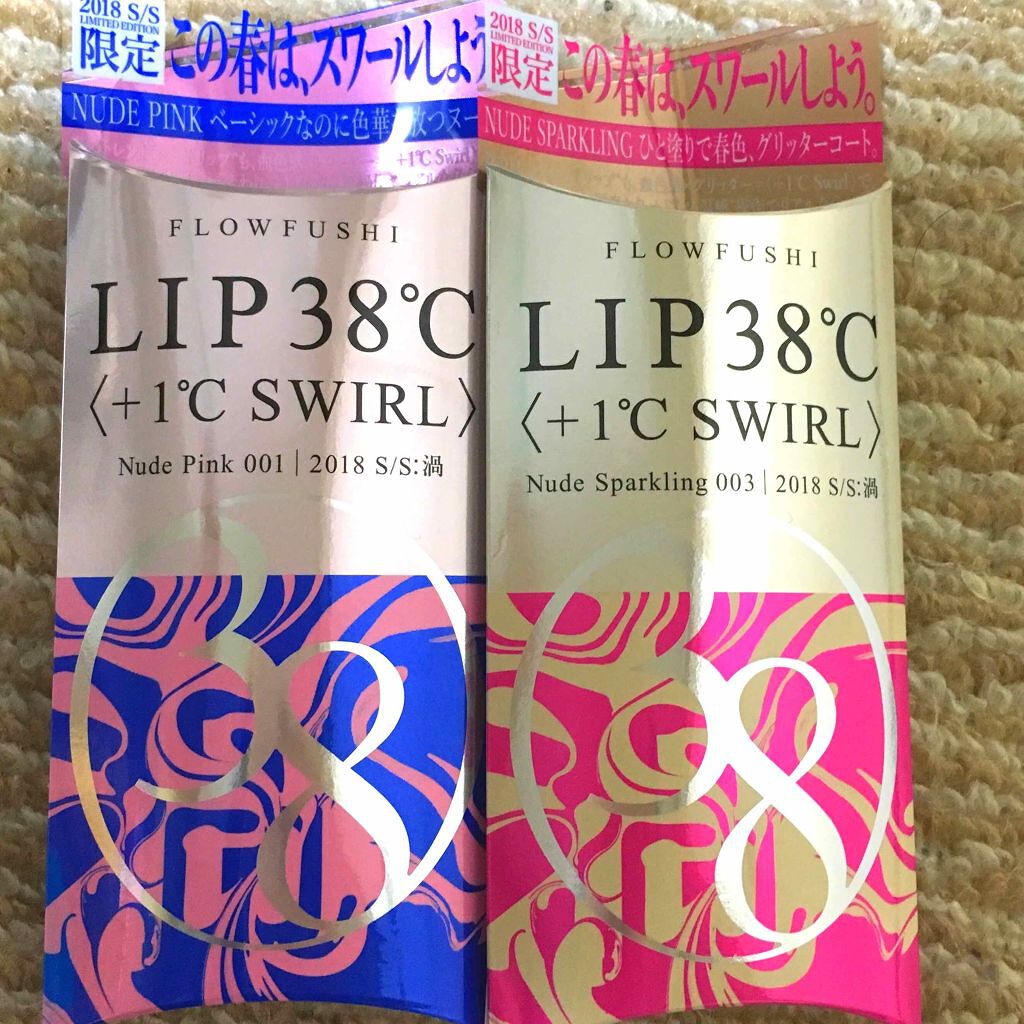 2018 S/S
LIMITED EDITION
限定
この春は、スワールしよう
NUDE PINK ベーシックなのに色華
+1℃ Swirl
FLOWFUSHI
LIP 38℃
〈+1℃ SWIRL〉
Nude Pink 001 | 2018 S/S:渦
38
2018 S/S
LIMITED EDITION
限定
この春は、スワールしよう。
NUDE SPARKLING ひと塗りで春色、グリッターコート。
FLOWFUSHI
LIP 38℃
〈+1℃ SWIRL〉
Nude Sparkling 003 | 2018 S/S:渦
38